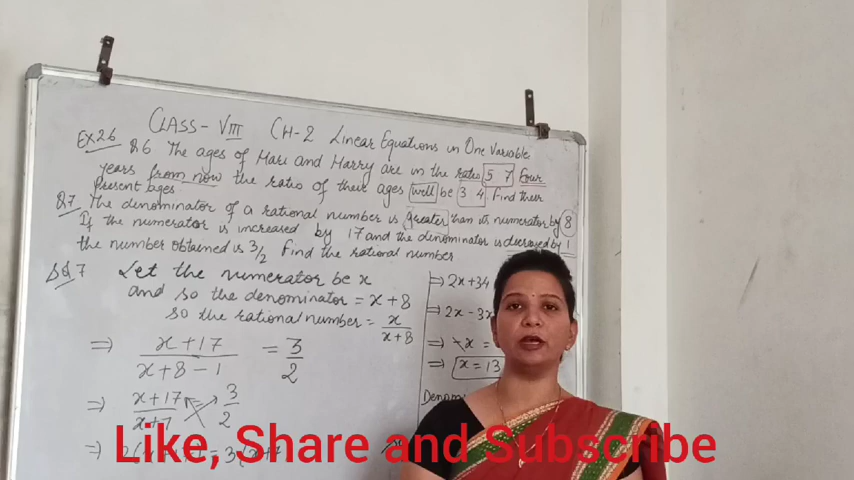 CLASS-VIII CH-2 Linear Equations in One Variable
Ex 2.6 Q6 The ages of Hari and Harry are in the ratio 5 7 Four
years from now the ratio of their ages will be 3 4. Find their
present ages
Q7 The denominator of a rational number is greater than its numerator by 8
If the numerator is increased by 17 and the denominator is decreased by 1
the number obtained is 3/2 Find the rational number
7 Let the numerator be x
and so the denominator = x+8
so the rational number = x/(x+8)
⇒ (x+17)/(x+8-1) = 3/2
⇒ (x+17)/(x+7) 3/2
⇒ = 3(x+7
⇒ 2x+34
⇒ 2x-3x
⇒ -x =
⇒ x = 13
Denom
Like, Share and Subscribe